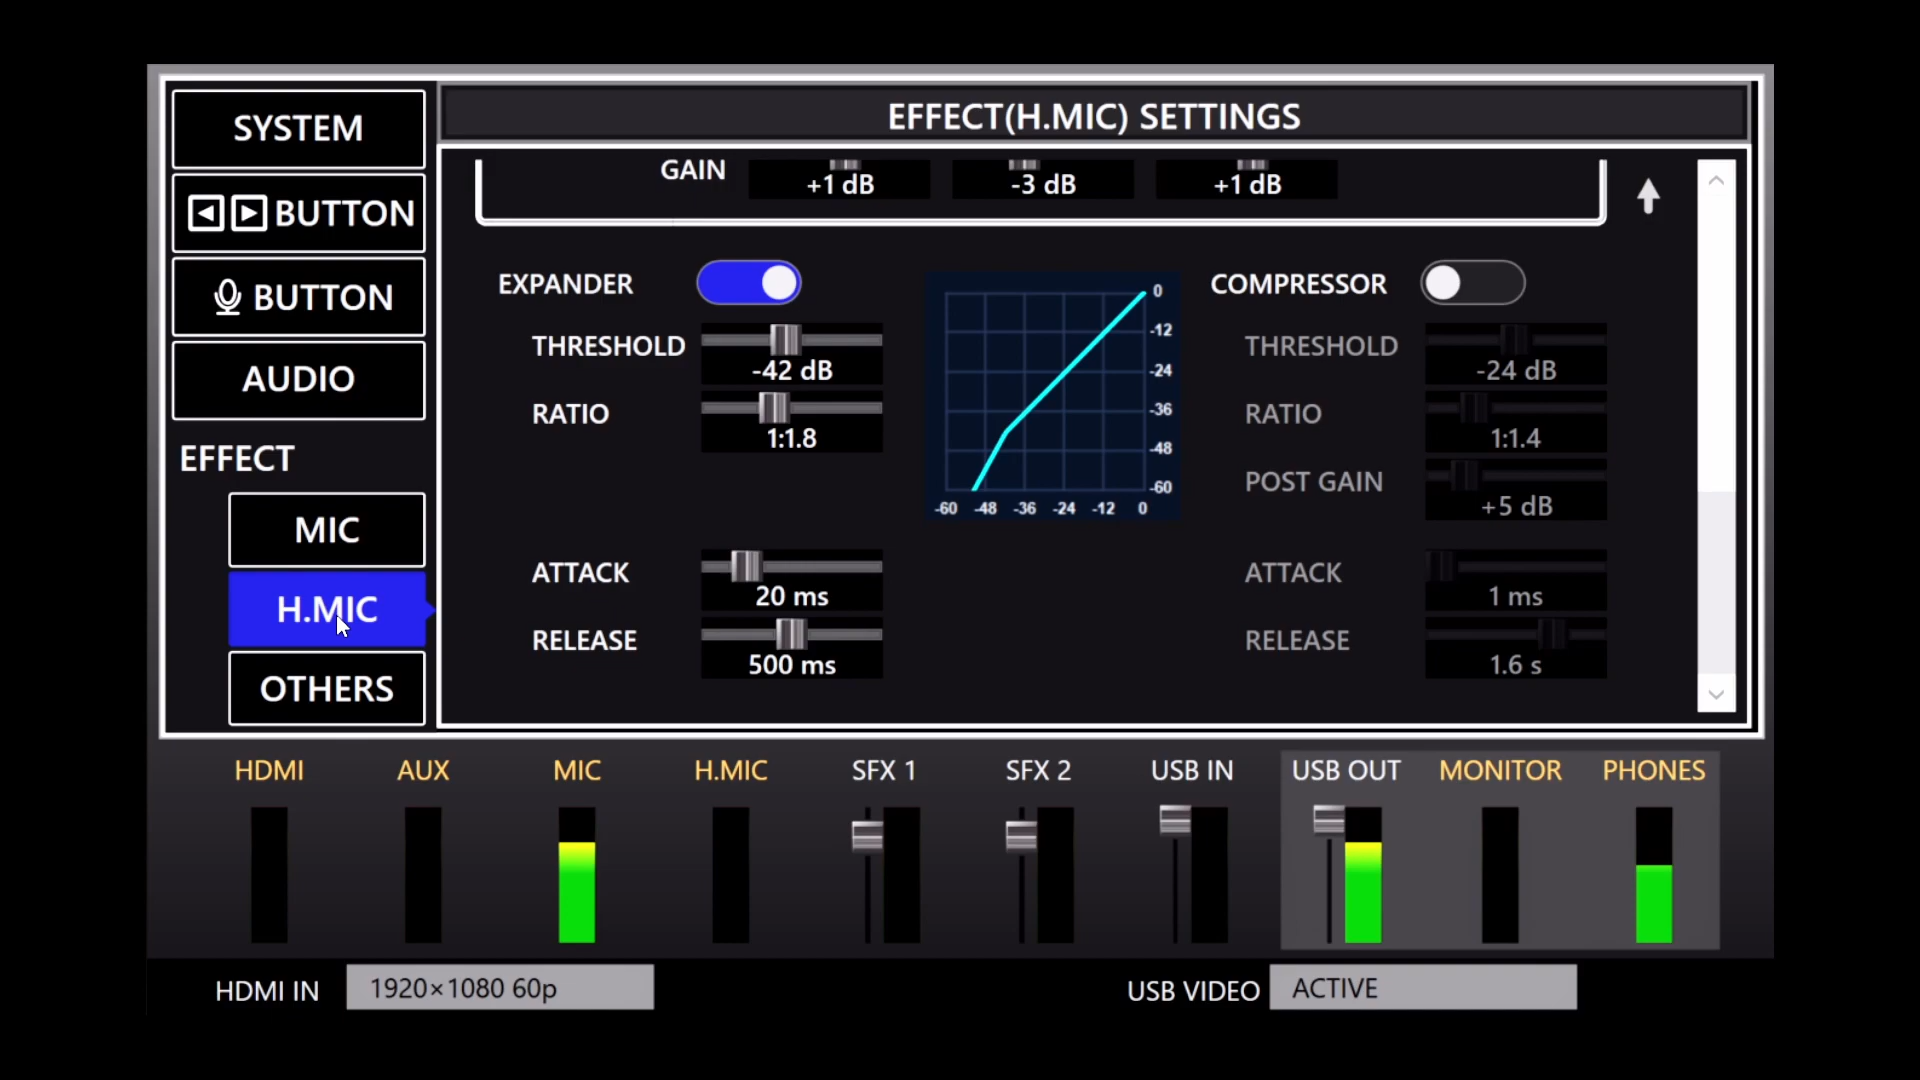 SYSTEM
BUTTON
BUTTON
AUDIO
EFFECT
MIC
H.MIC
OTHERS
EFFECT(H.MIC) SETTINGS
GAIN +1 dB -3 dB +1 dB
EXPANDER
THRESHOLD
-42 dB
RATIO
1:1.8
ATTACK
20 ms
RELEASE
500 ms
0
-12
-24
-36
-48
-60
-60 -48 -36 -24 -12 0
COMPRESSOR
THRESHOLD
-24 dB
RATIO
1:1.4
POST GAIN
+5 dB
ATTACK
1 ms
RELEASE
1.6 s
HDMI AUX MIC H.MIC SFX 1 SFX 2 USB IN USB OUT MONITOR PHONES
HDMI IN 1920×1080 60p USB VIDEO ACTIVE